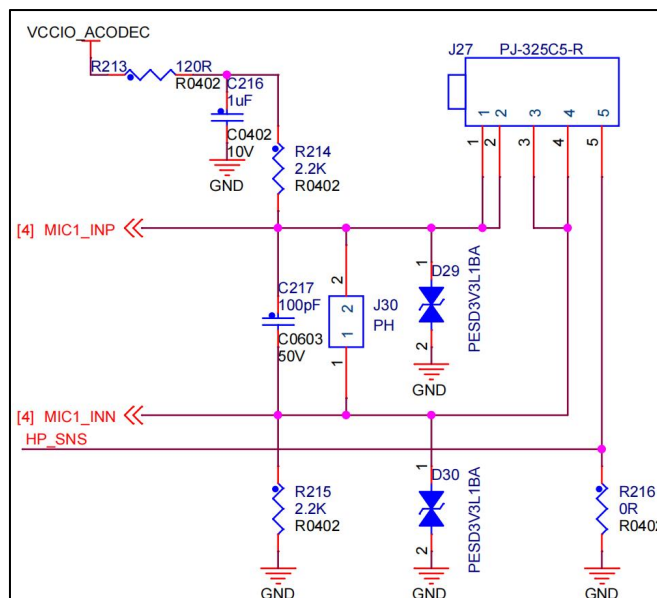 VCCIO_ACODEC
R213
120R
R0402
C216
1uF
C0402
10V
GND
R214
2.2K
R0402
J27
PJ-325C5-R
1 2 3 4 5
1 2 3 4 5
[4] MIC1_INP
C217
100pF
C0603
50V
2
2
1
1
J30
PH
1
D29
2
PESD3V3L1BA
GND
[4] MIC1_INN
HP_SNS
R215
2.2K
R0402
GND
1
D30
2
PESD3V3L1BA
GND
R216
0R
R0402
GND